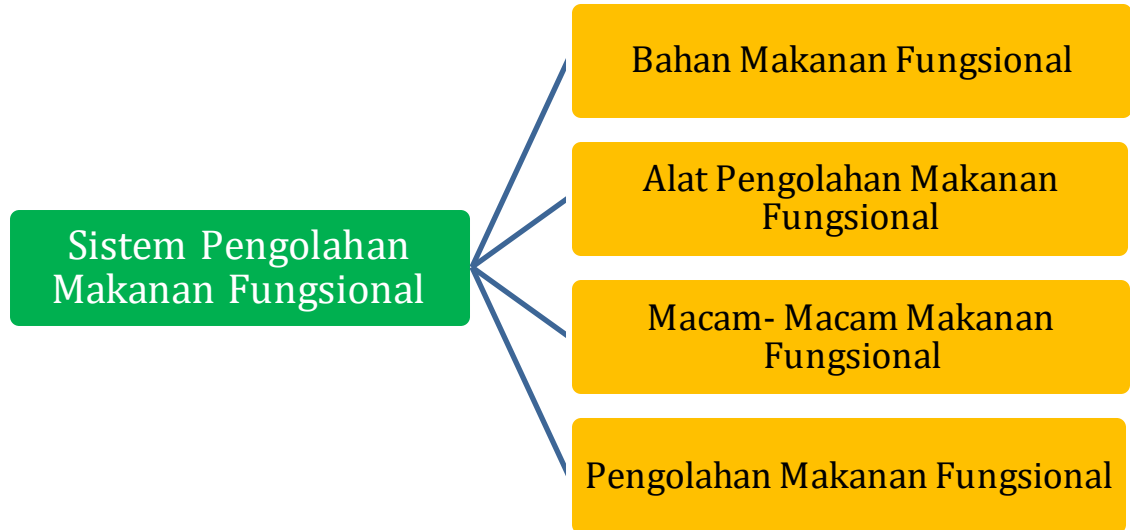 Bahan Makanan Fungsional
Alat Pengolahan Makanan
Fungsional
Sistem Pengolahan
Makanan Fungsional
Macam- Macam Makanan
Fungsional
Pengolahan Makanan Fungsional